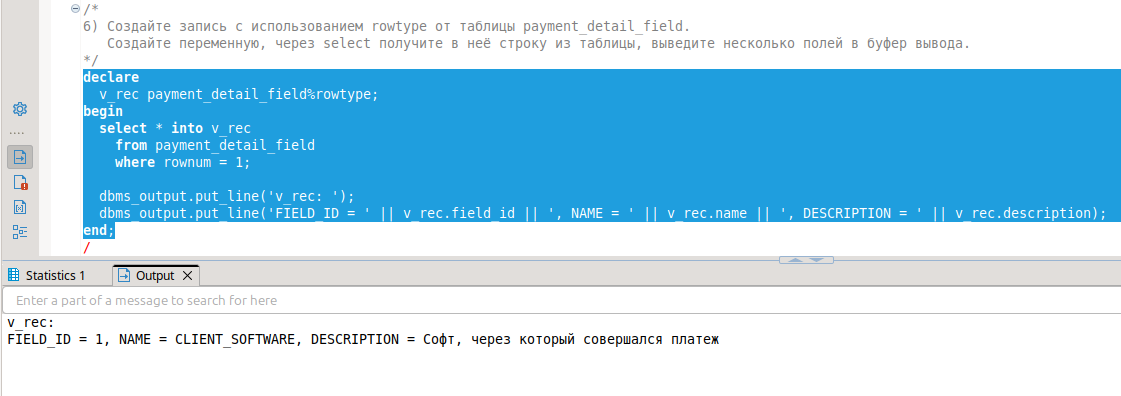 /*
6) Создайте запись с использованием rowtype от таблицы payment_detail_field.
Создайте переменную, через select получите в неё строку из таблицы, выведите несколько полей в буфер вывода.
*/
declare
v_rec payment_detail_field%rowtype;
begin
select * into v_rec
from payment_detail_field
where rownum = 1;
dbms_output.put_line('v_rec: ');
dbms_output.put_line('FIELD_ID = ' || v_rec.field_id || ', NAME = ' || v_rec.name || ', DESCRIPTION = ' || v_rec.description);
end;
/
Statistics 1 Output
Enter a part of a message to search for here
v_rec:
FIELD_ID = 1, NAME = CLIENT_SOFTWARE, DESCRIPTION = Софт, через который совершался платеж